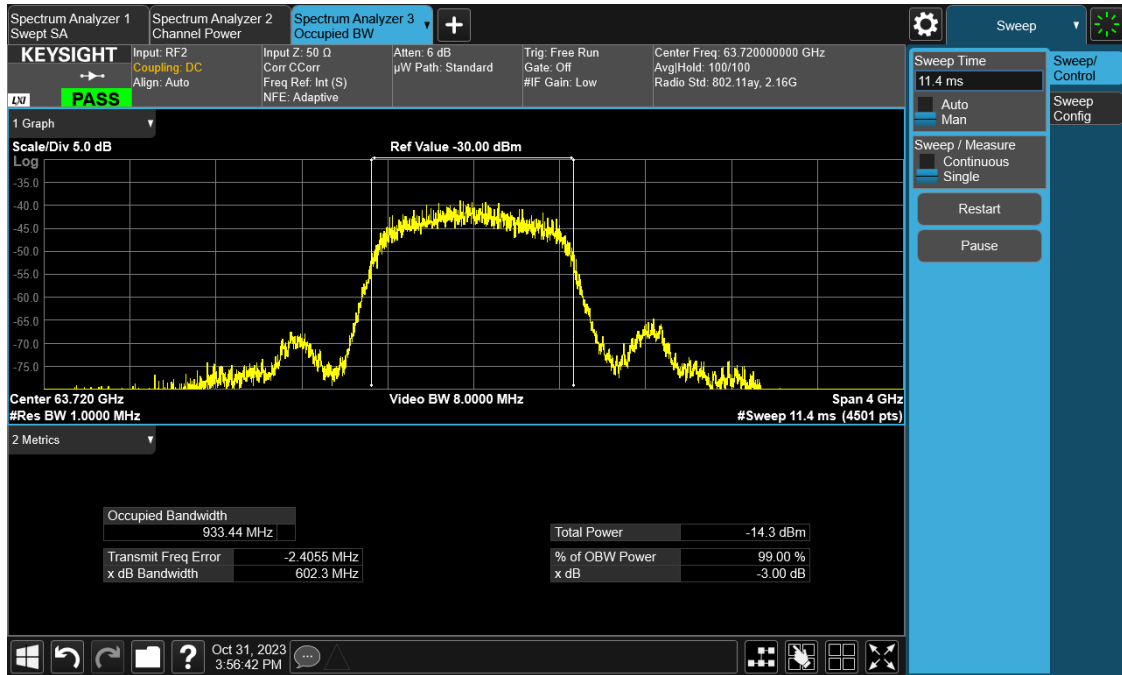 Spectrum Analyzer 1
Swept SA
Spectrum Analyzer 2
Channel Power
Spectrum Analyzer 3
Occupied BW
Sweep
KEYSIGHT
LXI
PASS
Input: RF2
Coupling: DC
Align: Auto
Input Z: 50 Ω
Corr CCorr
Freq Ref: Int (S)
NFE: Adaptive
Atten: 6 dB
µW Path: Standard
Trig: Free Run
Gate: Off
#IF Gain: Low
Center Freq: 63.720000000 GHz
Avg|Hold: 100/100
Radio Std: 802.11ay, 2.16G
Sweep Time
11.4 ms
Auto
Man
Sweep / Measure
Continuous
Single
Restart
Pause
Sweep/
Control
Sweep
Config
1 Graph
Scale/Div 5.0 dB
Ref Value -30.00 dBm
Log
-35.0
-40.0
-45.0
-50.0
-55.0
-60.0
-65.0
-70.0
-75.0
Center 63.720 GHz
Video BW 8.0000 MHz
Span 4 GHz
#Res BW 1.0000 MHz
#Sweep 11.4 ms (4501 pts)
2 Metrics
Occupied Bandwidth
933.44 MHz
Total Power -14.3 dBm
Transmit Freq Error -2.4055 MHz
% of OBW Power 99.00 %
x dB Bandwidth 602.3 MHz
x dB -3.00 dB
?
Oct 31, 2023
3:56:42 PM